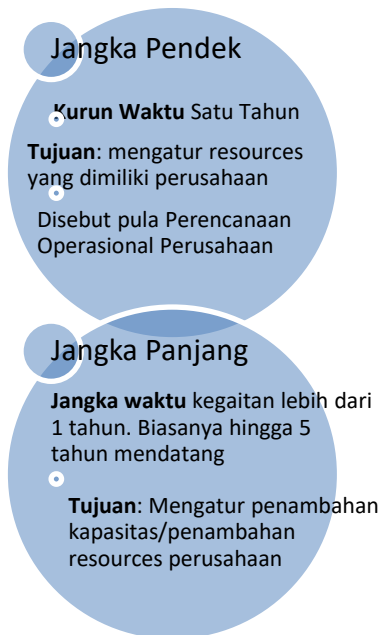 Jangka Pendek
Kurun Waktu Satu Tahun
Tujuan: mengatur resources
yang dimiliki perusahaan
Disebut pula Perencanaan
Operasional Perusahaan
Jangka Panjang
Jangka waktu kegaitan lebih dari
1 tahun. Biasanya hingga 5
tahun mendatang
Tujuan: Mengatur penambahan
kapasitas/penambahan
resources perusahaan